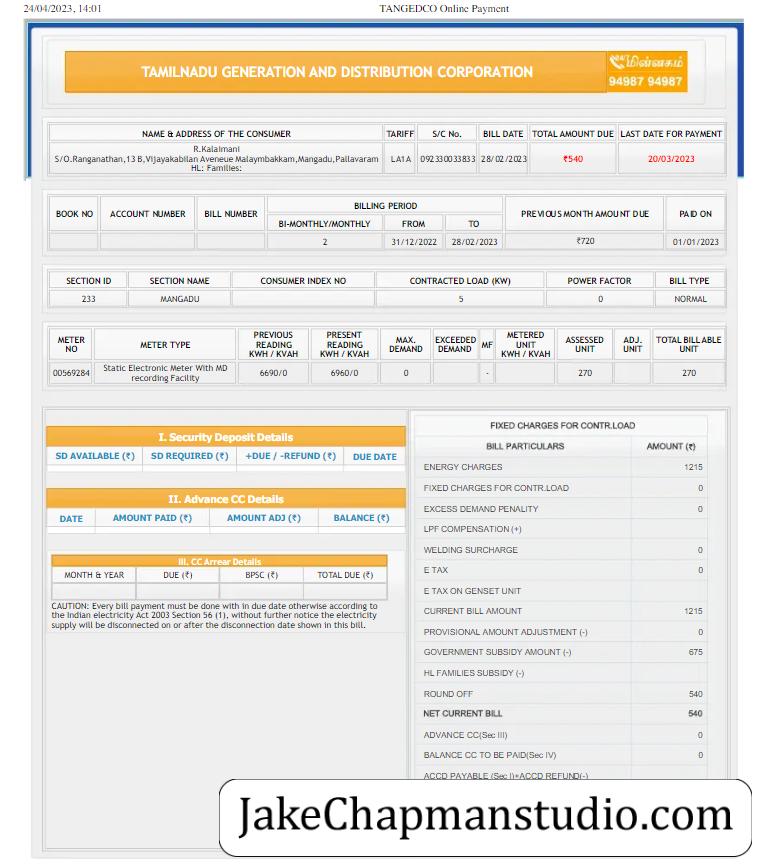 24/04/2023, 14:01 TANGEDCO Online Payment
TAMILNADU GENERATION AND DISTRIBUTION CORPORATION
மின்னகம்
94987 94987
NAME & ADDRESS OF THE CONSUMER TARIFF S/C No. BILL DATE TOTAL AMOUNT DUE LAST DATE FOR PAYMENT
R.Kalaimani
S/O.Ranganathan,13 B,Vijayakabilan Aveneue Malaymbakkam,Mangadu,Pallavaram LA1A 092330033833 28/02/2023 ₹540 20/03/2023
HL: Families:
BOOK NO ACCOUNT NUMBER BILL NUMBER BILLING PERIOD PREVIOUS MONTH AMOUNT DUE PAID ON
BI-MONTHLY/MONTHLY FROM TO
2 31/12/2022 28/02/2023 ₹720 01/01/2023
SECTION ID SECTION NAME CONSUMER INDEX NO CONTRACTED LOAD (KW) POWER FACTOR BILL TYPE
233 MANGADU 5 0 NORMAL
METER NO METER TYPE PREVIOUS READING KWH / KVAH PRESENT READING KWH / KVAH MAX. DEMAND EXCEEDED DEMAND MF METERED UNIT KWH / KVAH ASSESSED UNIT ADJ. UNIT TOTAL BILLABLE UNIT
00569284 Static Electronic Meter With MD recording Facility 6690/0 6960/0 0 - 270 270
I. Security Deposit Details
SD AVAILABLE (₹) SD REQUIRED (₹) +DUE / -REFUND (₹) DUE DATE
II. Advance CC Details
DATE AMOUNT PAID (₹) AMOUNT ADJ (₹) BALANCE (₹)
III. CC Arrear Details
MONTH & YEAR DUE (₹) BPSC (₹) TOTAL DUE (₹)
CAUTION: Every bill payment must be done with in due date otherwise according to
the Indian electricity Act 2003 Section 56 (1), without further notice the electricity
supply will be disconnected on or after the disconnection date shown in this bill.
FIXED CHARGES FOR CONTR.LOAD
BILL PARTICULARS AMOUNT (₹)
ENERGY CHARGES 1215
FIXED CHARGES FOR CONTR.LOAD 0
EXCESS DEMAND PENALITY 0
LPF COMPENSATION (+)
WELDING SURCHARGE 0
E TAX 0
E TAX ON GENSET UNIT
CURRENT BILL AMOUNT 1215
PROVISIONAL AMOUNT ADJUSTMENT (-) 0
GOVERNMENT SUBSIDY AMOUNT (-) 675
HL FAMILIES SUBSIDY (-)
ROUND OFF 540
NET CURRENT BILL 540
ADVANCE CC(Sec III) 0
BALANCE CC TO BE PAID(Sec IV) 0
ACCD PAYABLE (Sec I)+ACCD REFUND(-)
JakeChapmanstudio.com